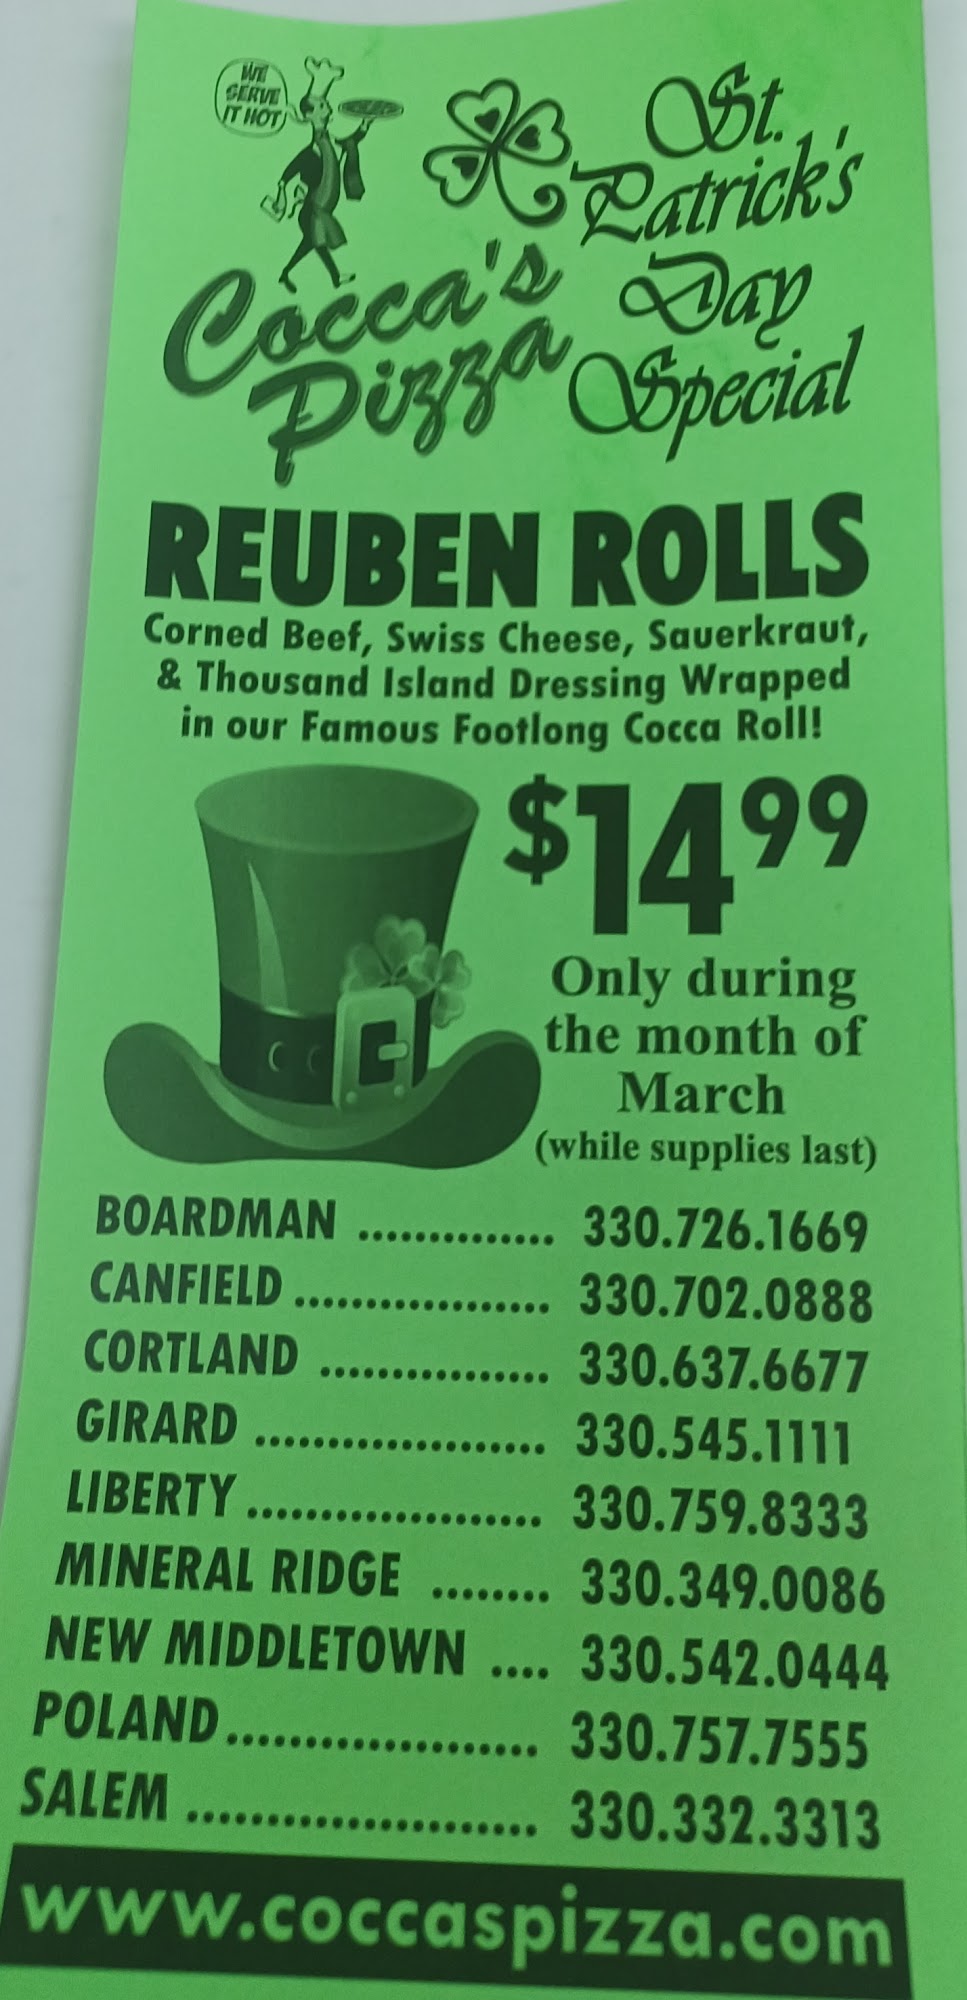 WE
SERVE
IT HOT
Cocca's
Pizza
St.
Patrick's
Day
Special
REUBEN ROLLS
Corned Beef, Swiss Cheese, Sauerkraut,
& Thousand Island Dressing Wrapped
in our Famous Footlong Cocca Roll!
$14 99
Only during
the month of
March
(while supplies last)
BOARDMAN .............. 330.726.1669
CANFIELD .................. 330.702.0888
CORTLAND ................ 330.637.6677
GIRARD .................... 330.545.1111
LIBERTY .................... 330.759.8333
MINERAL RIDGE ........ 330.349.0086
NEW MIDDLETOWN .... 330.542.0444
POLAND..................... 330.757.7555
SALEM ........................ 330.332.3313
www.coccaspizza.com